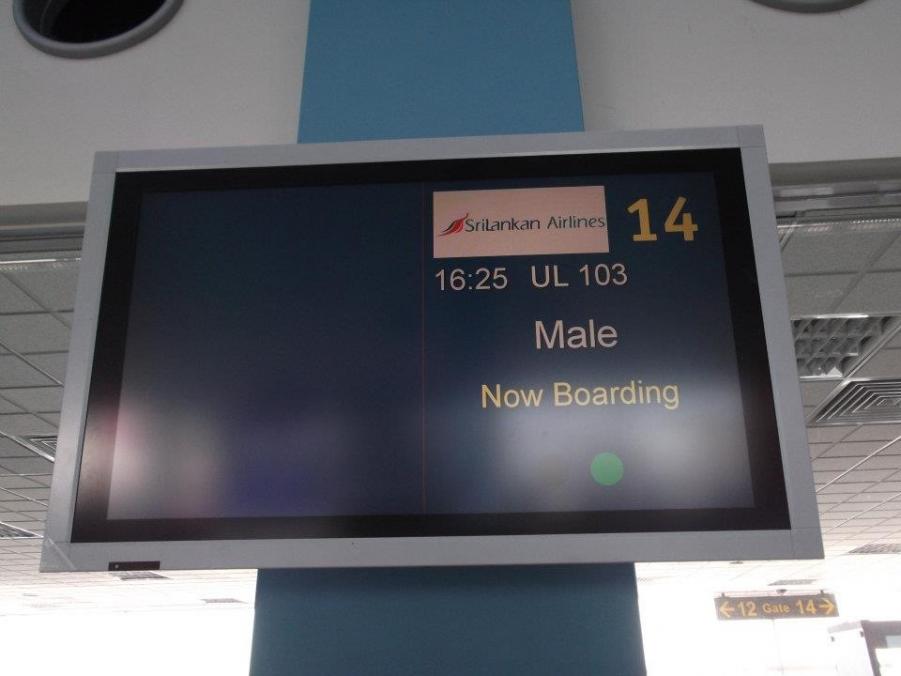 SriLankan Airlines 14
16:25 UL 103
Male
Now Boarding
← 12 Gate 14 →